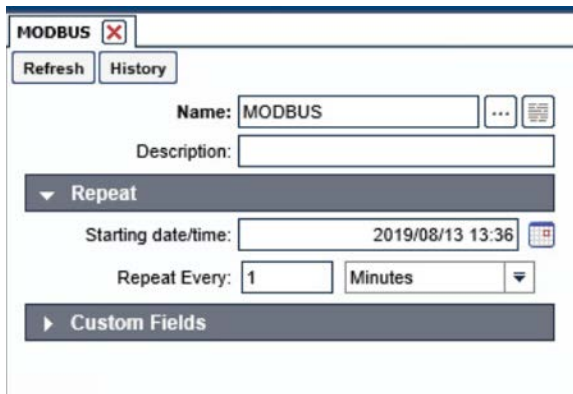 MODBUS
Refresh History
Name: MODBUS ...
Description:
Repeat
Starting date/time: 2019/08/13 13:36
Repeat Every: 1 Minutes
Custom Fields